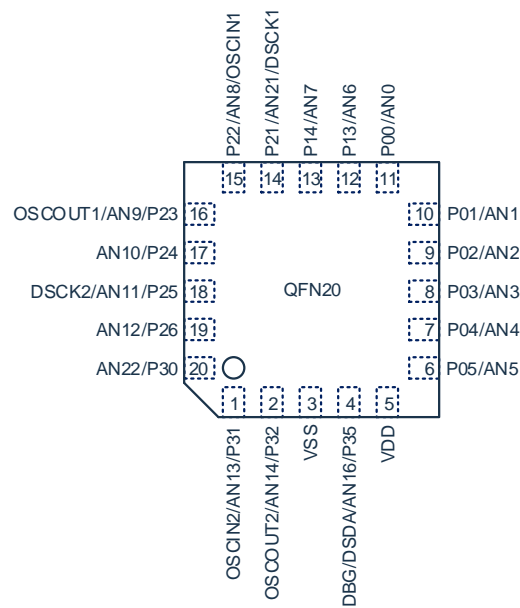 P22/AN8/OSCIN1
P21/AN21/DSCK1
P14/AN7
P13/AN6
P00/AN0
15
14
13
12
11
OSCOUT1/AN9/P23
16
10
P01/AN1
AN10/P24
17
9
P02/AN2
DSCK2/AN11/P25
18
QFN20
8
P03/AN3
AN12/P26
19
7
P04/AN4
AN22/P30
20
6
P05/AN5
1
2
3
4
5
OSCIN2/AN13/P31
OSCOUT2/AN14/P32
VSS
DBG/DSDA/AN16/P35
VDD